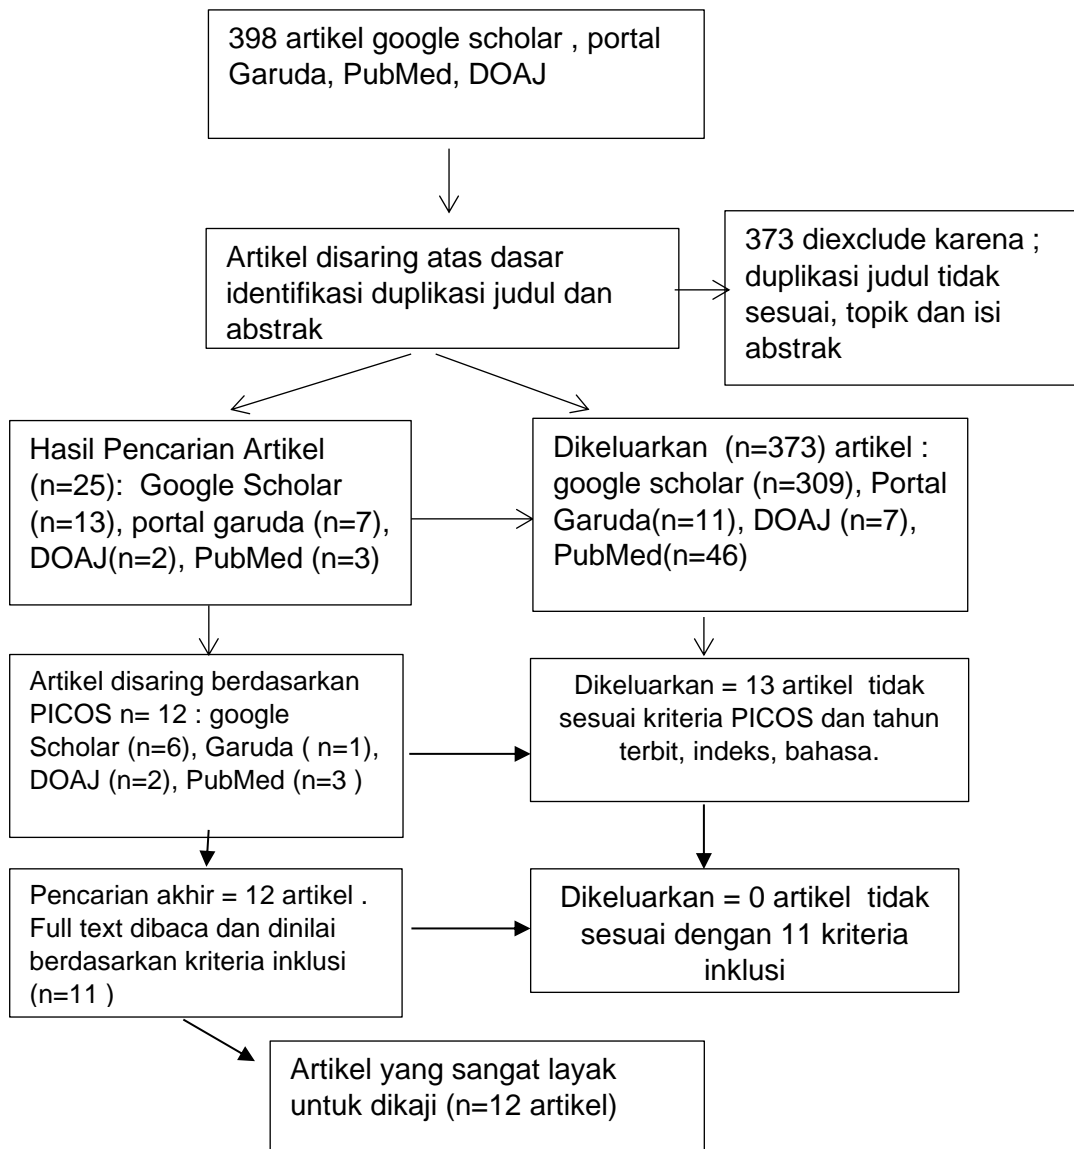 398 artikel google scholar , portal
Garuda, PubMed, DOAJ
Artikel disaring atas dasar
identifikasi duplikasi judul dan
abstrak
373 diexclude karena ;
duplikasi judul tidak
sesuai, topik dan isi
abstrak
Hasil Pencarian Artikel
(n=25):  Google Scholar
(n=13), portal garuda (n=7),
DOAJ(n=2), PubMed (n=3)
Dikeluarkan  (n=373) artikel :
google scholar (n=309), Portal
Garuda(n=11), DOAJ (n=7),
PubMed(n=46)
Artikel disaring berdasarkan
PICOS n= 12 : google
Scholar (n=6), Garuda ( n=1),
DOAJ (n=2), PubMed (n=3 )
Dikeluarkan = 13 artikel  tidak
sesuai kriteria PICOS dan tahun
terbit, indeks, bahasa.
Pencarian akhir = 12 artikel .
Full text dibaca dan dinilai
berdasarkan kriteria inklusi
(n=11 )
Dikeluarkan = 0 artikel  tidak
sesuai dengan 11 kriteria
inklusi
Artikel yang sangat layak
untuk dikaji (n=12 artikel)